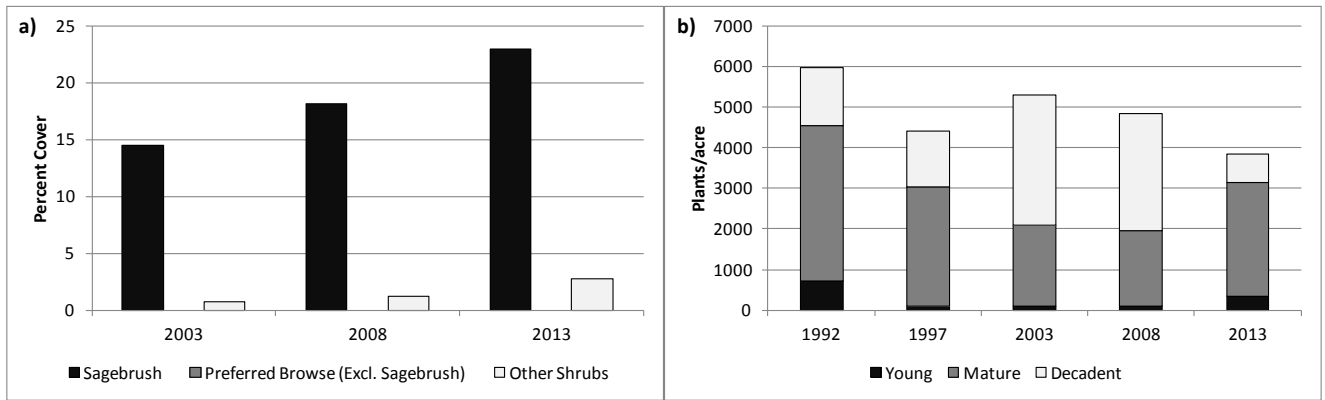 a)
25
20
15
10
5
0
Percent Cover
2003 2008 2013
Sagebrush Preferred Browse (Excl. Sagebrush) Other Shrubs
b)
7000
6000
5000
4000
3000
2000
1000
0
Plants/acre
1992 1997 2003 2008 2013
Young Mature Decadent